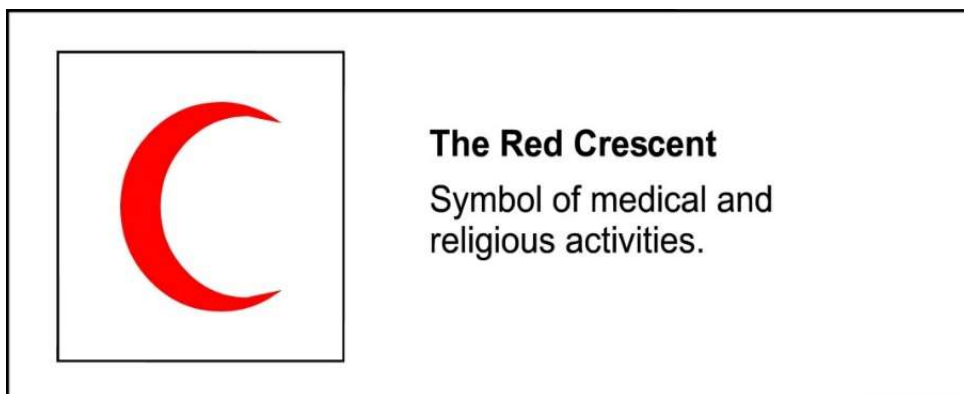 The Red Crescent
Symbol of medical and
religious activities.